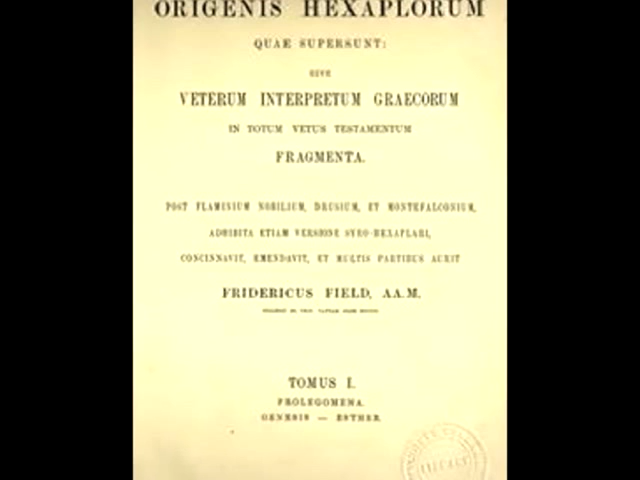 ORIGENIS HEXAPLORUM
QUAE SUPERSUNT:
SIVE
VETERUM INTERPRETUM GRAECORUM
IN TOTUM VETUS TESTAMENTUM
FRAGMENTA.
POST FLAMINIUM NOBILIUM, DRUSIUM, ET MONTEFALCONIUM,
ADHIBITA ETIAM VERSIONE SYRO-HEXAPLARI,
CONCINNAVIT, EMENDAVIT, ET MULTIS PARTIBUS AUXIT
FRIDERICUS FIELD, AA.M.
TOMUS I.
PROLEGOMENA.
GENESIS — ESTHER.